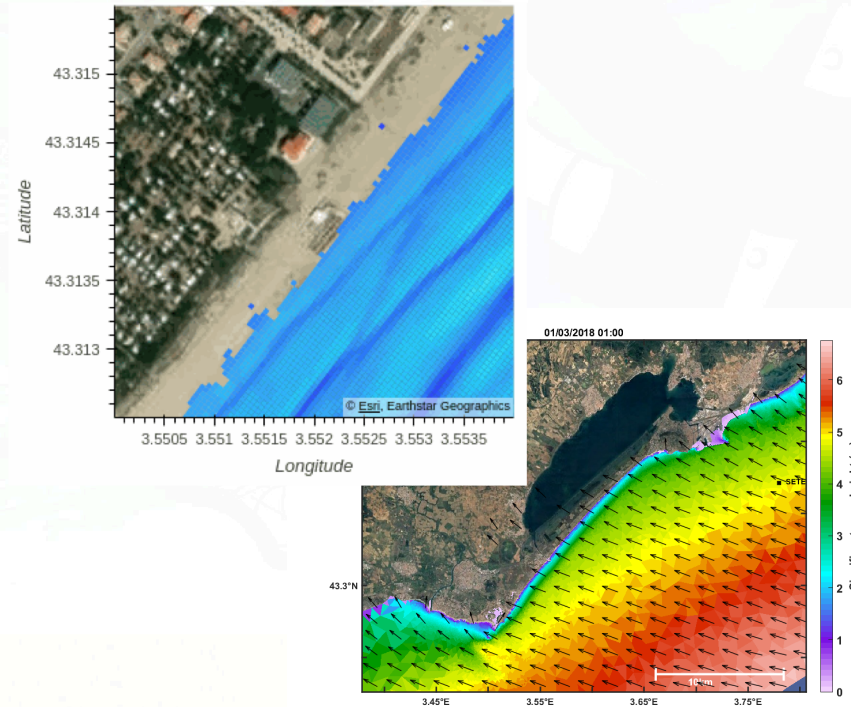 43.315
43.3145
43.314
43.3135
43.313
Latitude
© Esri, Earthstar Geographics
3.5505 3.551 3.5515 3.552 3.5525 3.553 3.5535
Longitude
01/03/2018 01:00
6
5
4
3
2
1
0
SETE
43.3°N
10km
3.45°E 3.55°E 3.65°E 3.75°E